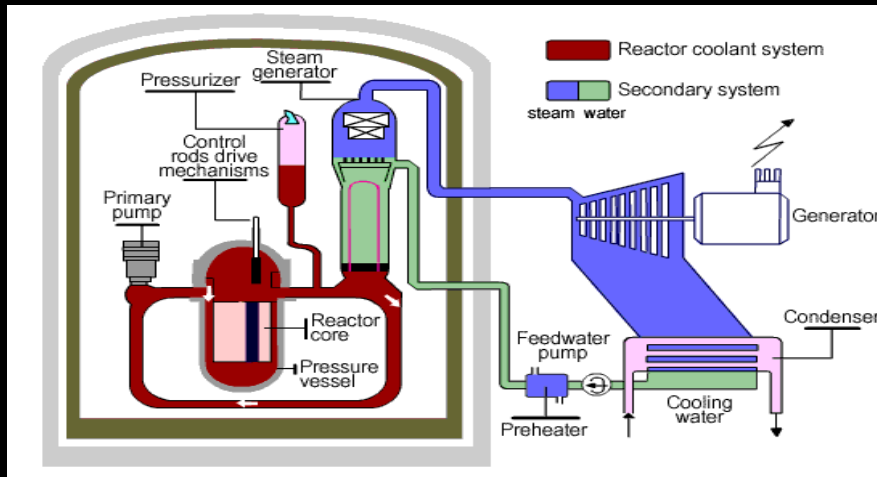 Steam
generator
Pressurizer
Control
rods drive
mechanisms
Primary
pump
Reactor
core
Pressure
vessel
Reactor coolant system
Secondary system
steam water
Generator
Condenser
Feedwater
pump
Preheater
Cooling
water